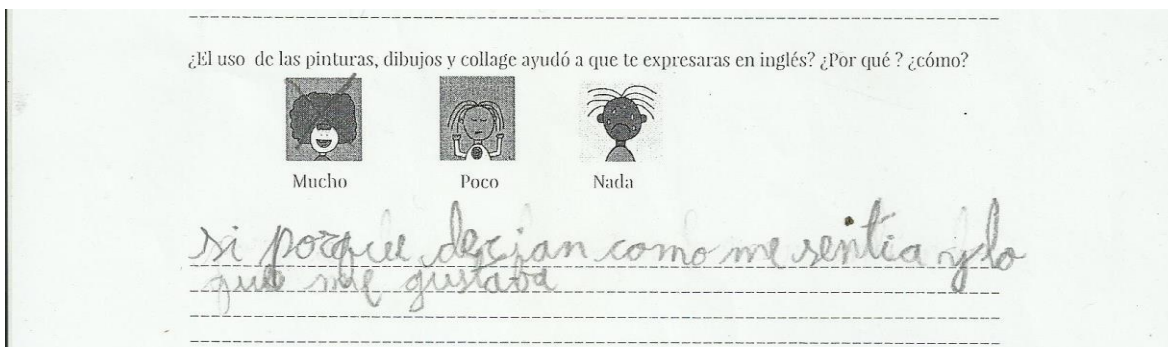 ¿El uso de las pinturas, dibujos y collage ayudó a que te expresaras en inglés? ¿Por qué ? ¿cómo?
Mucho Poco Nada
si porque decian como me sentia y lo
que me gustaba